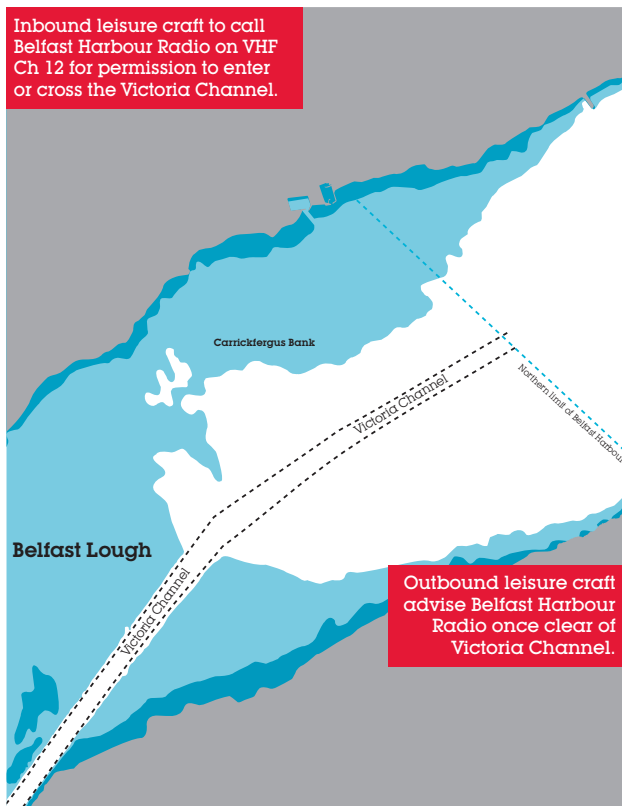 Inbound leisure craft to call
Belfast Harbour Radio on VHF
Ch 12 for permission to enter
or cross the Victoria Channel.
Carrickfergus Bank
Victoria Channel
Northern limit of Belfast Harbour
Belfast Lough
Victoria Channel
Outbound leisure craft
advise Belfast Harbour
Radio once clear of
Victoria Channel.